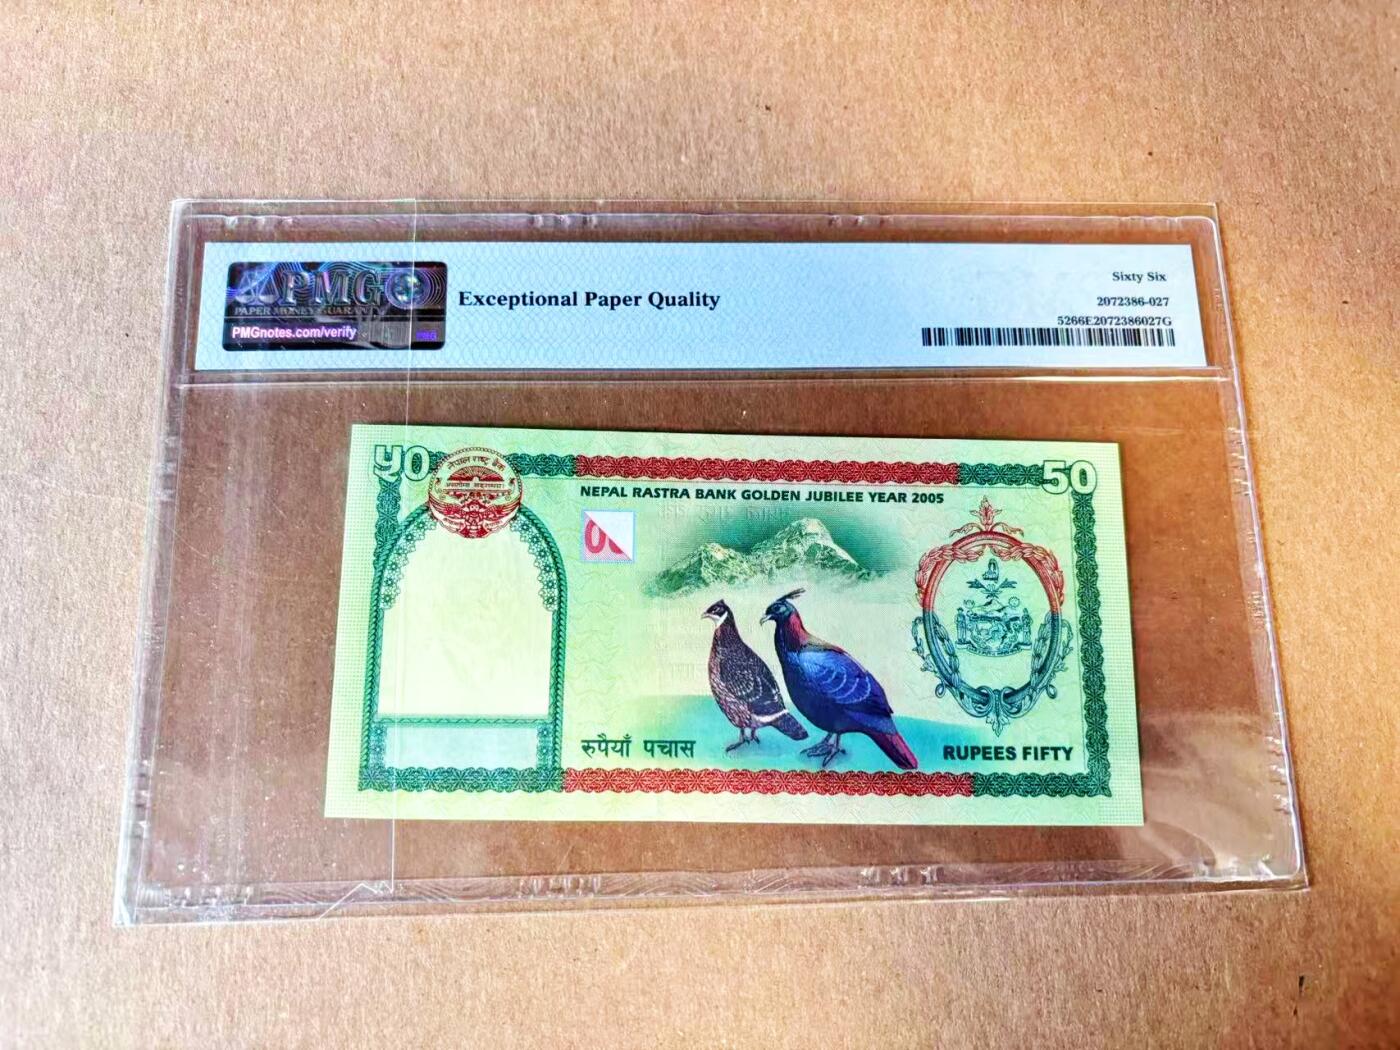 PMG
PAPER MONEY GUARANTY
PMGnotes.com/verify
Exceptional Paper Quality
Sixty Six
2072386-027
5266E2072386027G
५०
नेपाल राष्ट्र बैंक
50
NEPAL RASTRA BANK GOLDEN JUBILEE YEAR 2005
रुपैयाँ पचास
RUPEES FIFTY